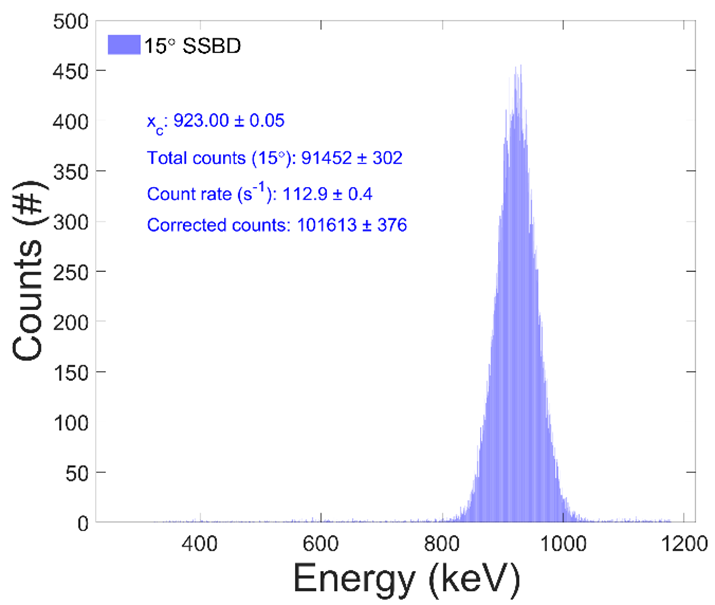 15° SSBD
xc: 923.00 ± 0.05
Total counts (15°): 91452 ± 302
Count rate (s-1): 112.9 ± 0.4
Corrected counts: 101613 ± 376
Counts (#)
500
450
400
350
300
250
200
150
100
50
0
400 600 800 1000 1200
Energy (keV)